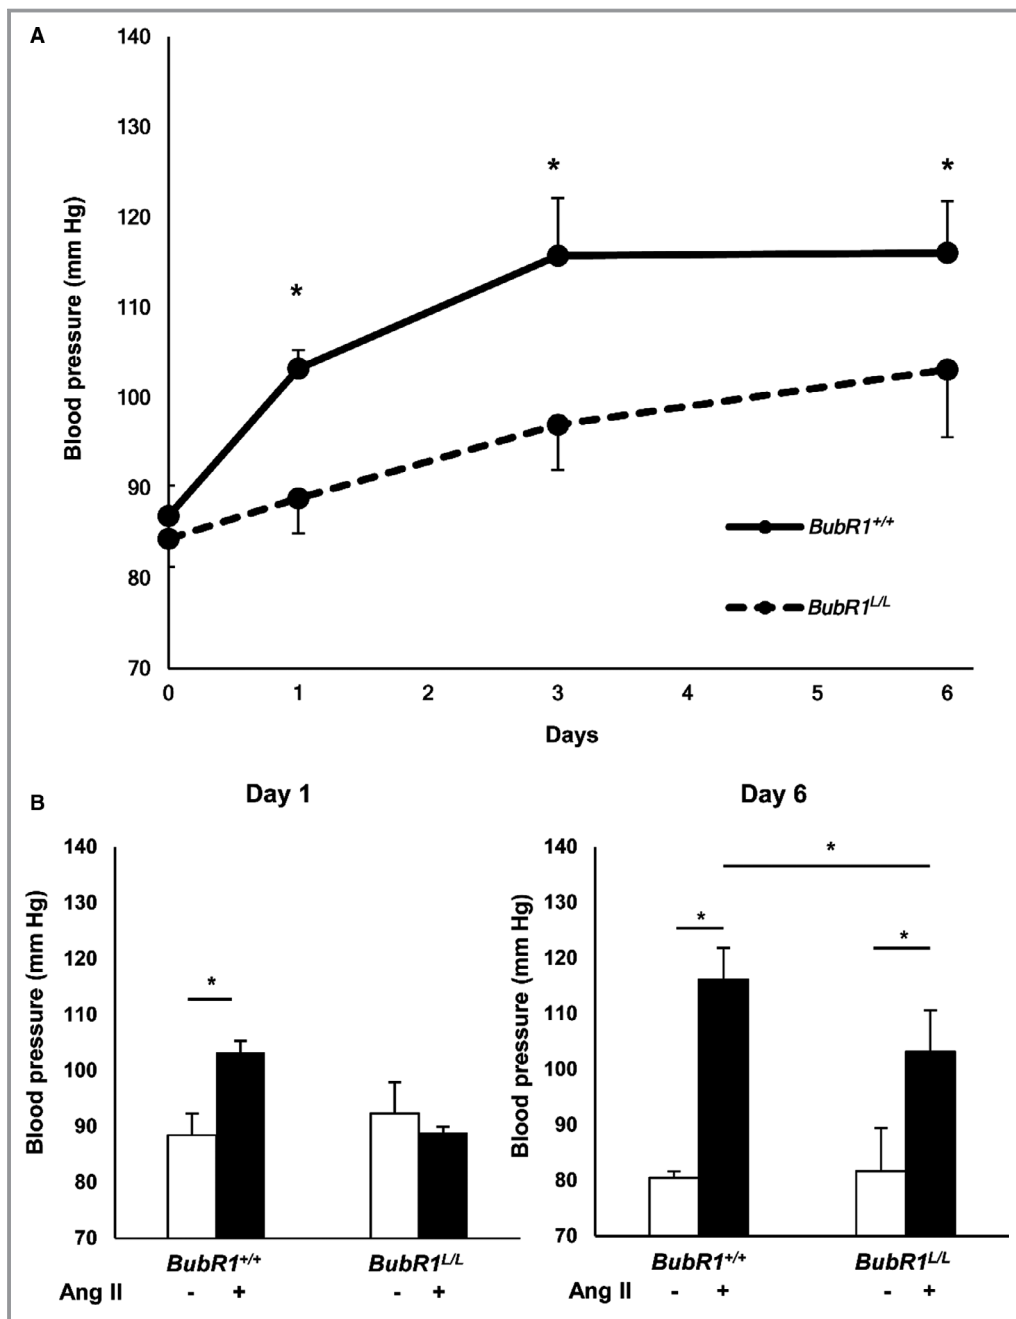 A
140
130
120
110
100
90
80
70
Blood pressure (mm Hg)
*
*
*
BubR1+/+
BubR1L/L
0 1 2 3 4 5 6
Days
B
Day 1
140
130
120
110
100
90
80
70
Blood pressure (mm Hg)
*
BubR1+/+ BubR1L/L
Ang II - + - +
Day 6
140
130
120
110
100
90
80
70
Blood pressure (mm Hg)
*
*
*
BubR1+/+ BubR1L/L
Ang II - + - +